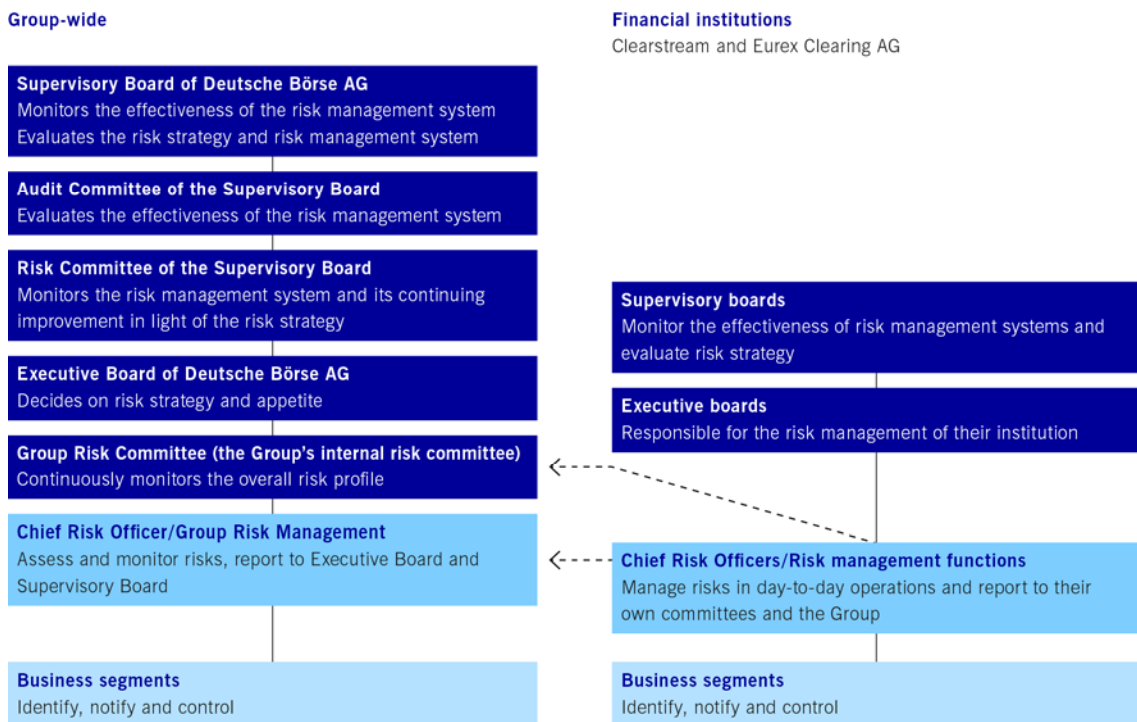 Group-wide
Supervisory Board of Deutsche Börse AG
Monitors the effectiveness of the risk management system
Evaluates the risk strategy and risk management system
Audit Committee of the Supervisory Board
Evaluates the effectiveness of the risk management system
Risk Committee of the Supervisory Board
Monitors the risk management system and its continuing
improvement in light of the risk strategy
Executive Board of Deutsche Börse AG
Decides on risk strategy and appetite
Group Risk Committee (the Group's internal risk committee)
Continuously monitors the overall risk profile
Chief Risk Officer/Group Risk Management
Assess and monitor risks, report to Executive Board and
Supervisory Board
Business segments
Identify, notify and control
Financial institutions
Clearstream and Eurex Clearing AG
Supervisory boards
Monitor the effectiveness of risk management systems and
evaluate risk strategy
Executive boards
Responsible for the risk management of their institution
Chief Risk Officers/Risk management functions
Manage risks in day-to-day operations and report to their
own committees and the Group
Business segments
Identify, notify and control